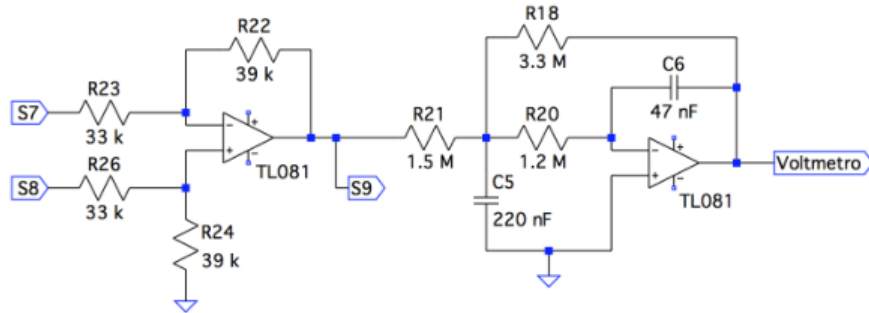 R22
39 k
R18
3.3 M
C6
47 nF
S7
R23
33 k
−
+
+
−
TL081
S8
R26
33 k
R24
39 k
S9
R21
1.5 M
R20
1.2 M
C5
220 nF
−
+
+
−
TL081
Voltmetro